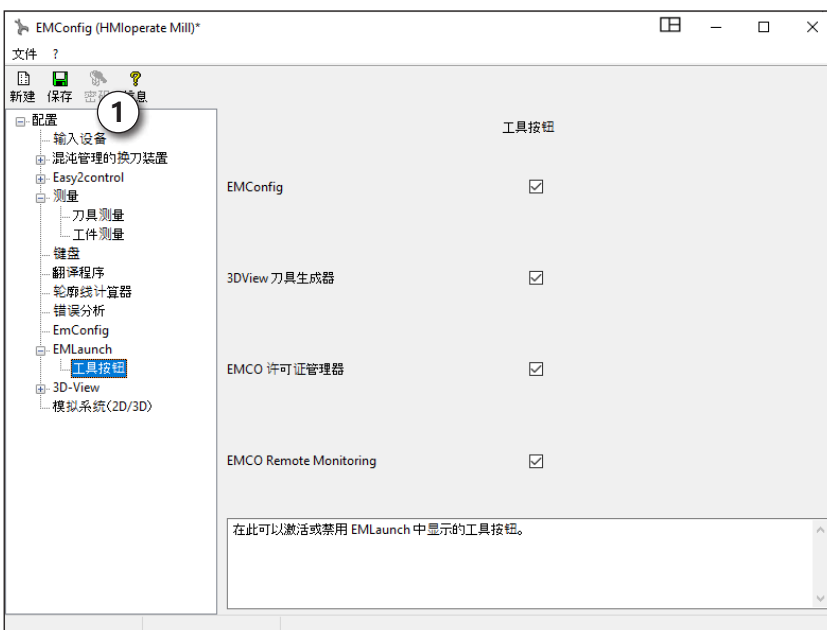 EMConfig (HMIoperate Mill)*
文件 ?
新建 保存 息
1
配置
输入设备
混沌管理的换刀装置
Easy2control
测量
刀具测量
工件测量
键盘
翻译程序
轮廓线计算器
错误分析
EmConfig
EMLaunch
工具按钮
3D-View
模拟系统(2D/3D)
工具按钮
EMConfig
3DView 刀具生成器
EMCO 许可证管理器
EMCO Remote Monitoring
在此可以激活或禁用 EMLaunch 中显示的工具按钮。